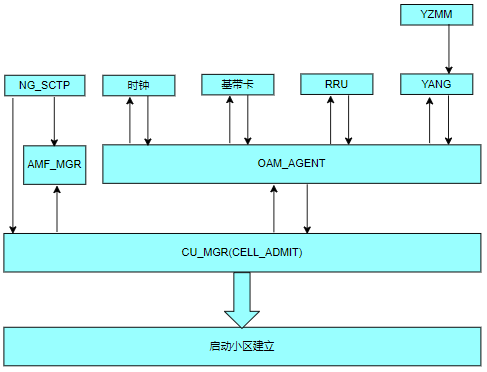 YZMM
NG_SCTP
时钟
基带卡
RRU
YANG
AMF_MGR
OAM_AGENT
CU_MGR(CELL_ADMIT)
启动小区建立